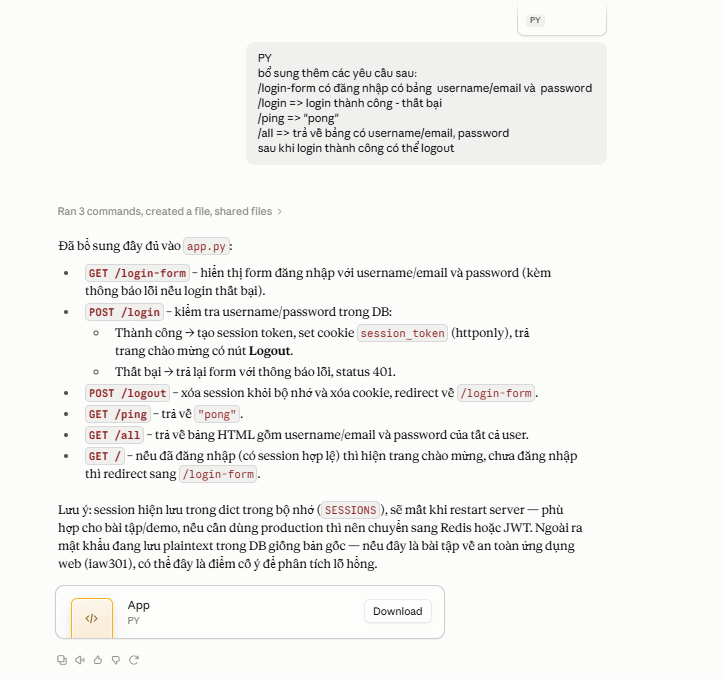 PY
PY
bổ sung thêm các yêu cầu sau:
/login-form có đăng nhập có bảng  username/email và  password
/login => login thành công - thất bại
/ping => "pong"
/all => trả về bảng có username/email, password
sau khi login thành công có thể logout
Ran 3 commands, created a file, shared files >
Đã bổ sung đầy đủ vào app.py:
• GET /login-form – hiển thị form đăng nhập với username/email và password (kèm
thông báo lỗi nếu login thất bại).
• POST /login – kiểm tra username/password trong DB:
◦ Thành công → tạo session token, set cookie session_token (httponly), trả
trang chào mừng có nút Logout.
◦ Thất bại → trả lại form với thông báo lỗi, status 401.
• POST /logout – xóa session khỏi bộ nhớ và xóa cookie, redirect về /login-form.
• GET /ping – trả về "pong".
• GET /all – trả về bảng HTML gồm username/email và password của tất cả user.
• GET / – nếu đã đăng nhập (có session hợp lệ) thì hiện trang chào mừng, chưa đăng nhập
thì redirect sang /login-form.
Lưu ý: session hiện lưu trong dict trong bộ nhớ (SESSIONS), sẽ mất khi restart server — phù
hợp cho bài tập/demo, nếu cần dùng production thì nên chuyển sang Redis hoặc JWT. Ngoài ra
mật khẩu đang lưu plaintext trong DB giống bản gốc — nếu đây là bài tập về an toàn ứng dụng
web (iaw301), có thể đây là điểm cố ý để phân tích lỗ hổng.
</> App
PY
Download